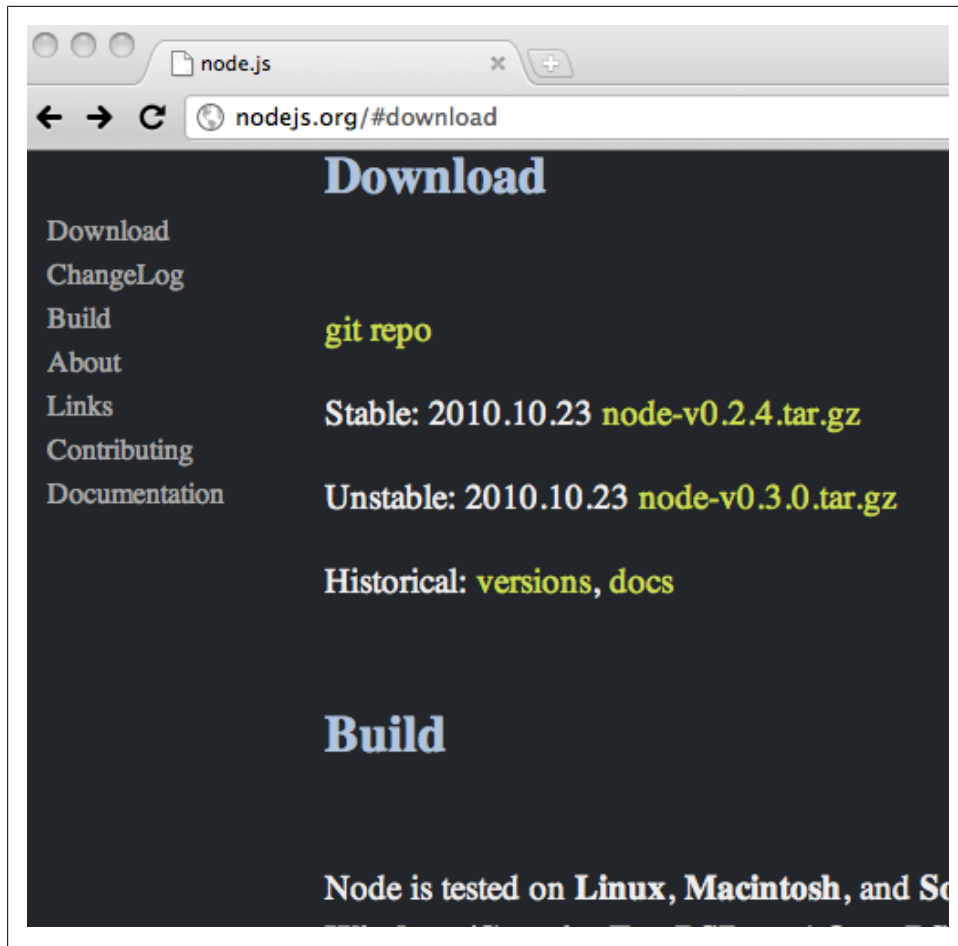 node.js
nodejs.org/#download
Download
ChangeLog
Build
About
Links
Contributing
Documentation
Download
git repo
Stable: 2010.10.23 node-v0.2.4.tar.gz
Unstable: 2010.10.23 node-v0.3.0.tar.gz
Historical: versions, docs
Build
Node is tested on Linux, Macintosh, and